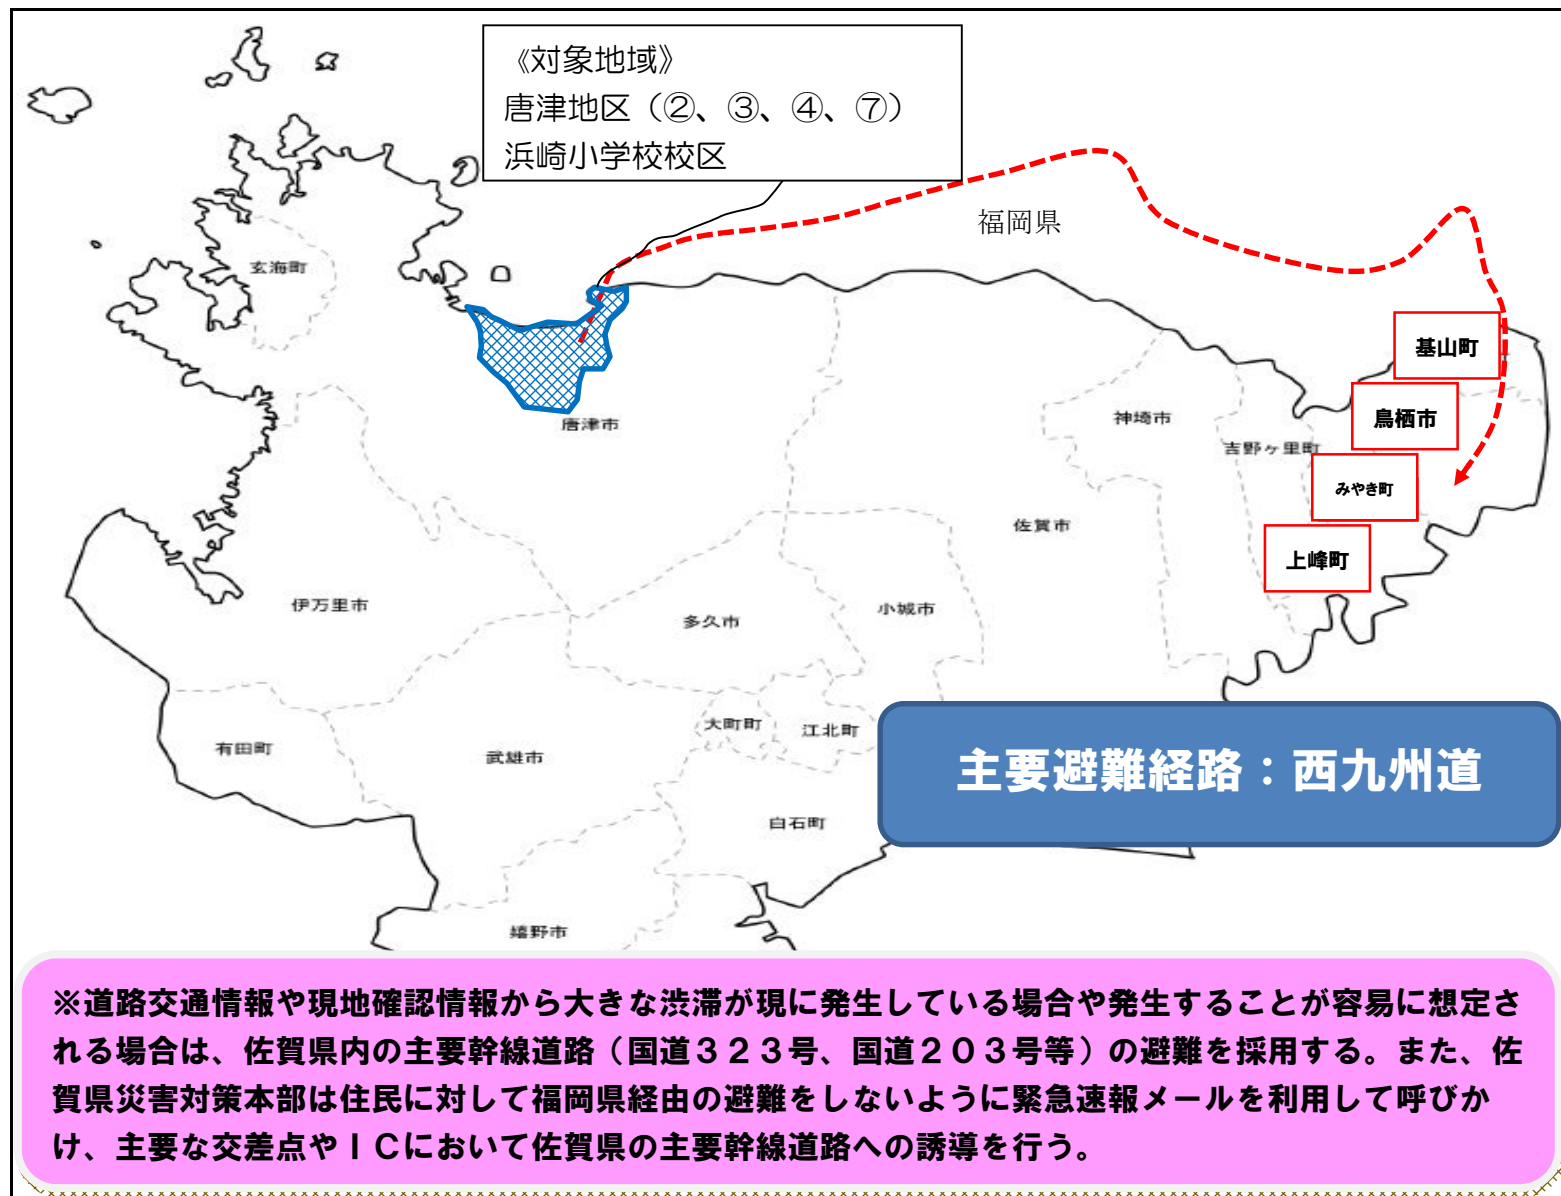 《対象地域》
唐津地区（②、③、④、⑦）
浜崎小学校校区
福岡県
玄海町
基山町
鳥栖市
神埼市
唐津市
吉野ヶ里町
みやき町
佐賀市
上峰町
伊万里市
小城市
多久市
大町町
江北町
有田町
武雄市
主要避難経路：西九州道
白石町
嬉野市
※道路交通情報や現地確認情報から大きな渋滞が現に発生している場合や発生することが容易に想定さ
れる場合は、佐賀県内の主要幹線道路（国道３２３号、国道２０３号等）の避難を採用する。また、佐
賀県災害対策本部は住民に対して福岡県経由の避難をしないように緊急速報メールを利用して呼びか
け、主要な交差点やＩＣにおいて佐賀県の主要幹線道路への誘導を行う。